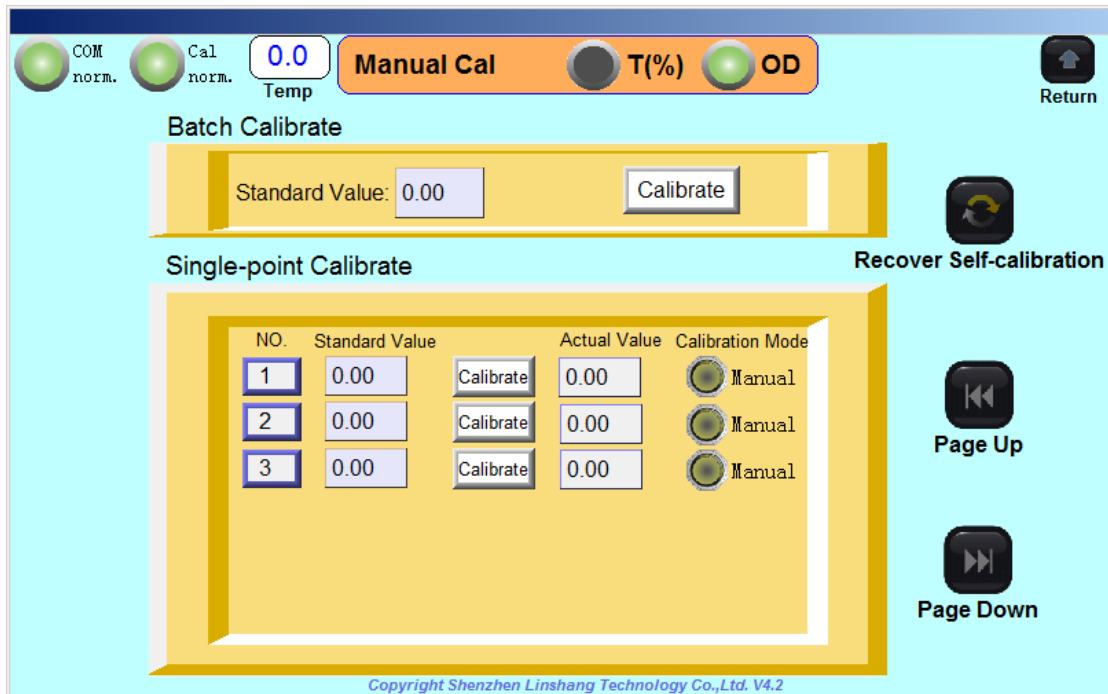 COM norm.
Cal norm.
0.0
Temp
Manual Cal T(%) OD
Return
Batch Calibrate
Standard Value: 0.00 Calibrate
Recover Self-calibration
Single-point Calibrate
NO. Standard Value Actual Value Calibration Mode
1 0.00 Calibrate 0.00 Manual
2 0.00 Calibrate 0.00 Manual
3 0.00 Calibrate 0.00 Manual
Page Up
Page Down
Copyright Shenzhen Linshang Technology Co.,Ltd. V4.2